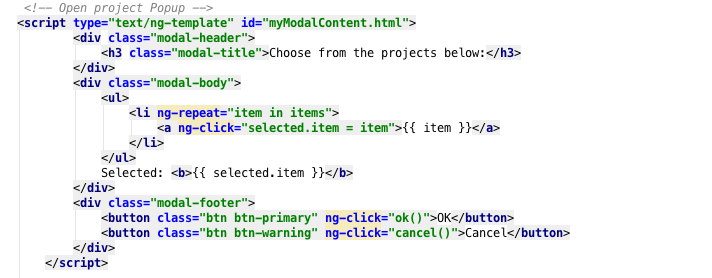 <!-- Open project Popup -->
<script type="text/ng-template" id="myModalContent.html">
<div class="modal-header">
<h3 class="modal-title">Choose from the projects below:</h3>
</div>
<div class="modal-body">
<ul>
<li ng-repeat="item in items">
<a ng-click="selected.item = item">{{ item }}</a>
</li>
</ul>
Selected: <b>{{ selected.item }}</b>
</div>
<div class="modal-footer">
<button class="btn btn-primary" ng-click="ok()">OK</button>
<button class="btn btn-warning" ng-click="cancel()">Cancel</button>
</div>
</script>